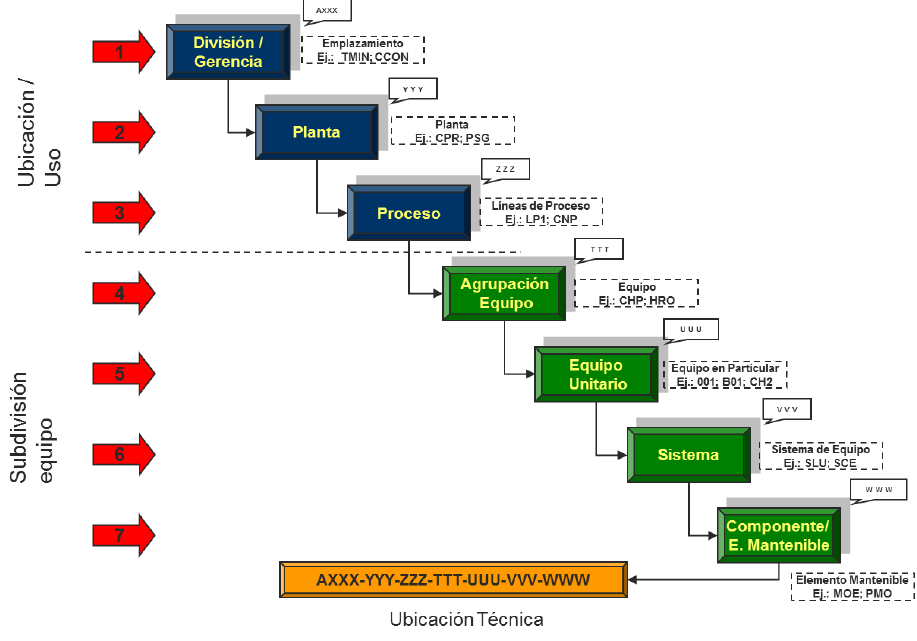 AXXX
1
División /
Gerencia
Emplazamiento
Ej.: TMIN; CCON
YYY
2
Planta
Planta
Ej.: CPR; PSG
ZZZ
3
Proceso
Líneas de Proceso
Ej.: LP1; CNP
Ubicación /
Uso
TTT
4
Agrupación
Equipo
Equipo
Ej.: CHP; HRO
UUU
5
Equipo
Unitario
Equipo en Particular
Ej.: 001; B01; CH2
VVV
6
Sistema
Sistema de Equipo
Ej.: SLU; SCE
Subdivisión
equipo
WWW
7
Componente/
E. Mantenible
Elemento Mantenible
Ej.: MOE; PMO
AXXX-YYY-ZZZ-TTT-UUU-VVV-WWW
Ubicación Técnica